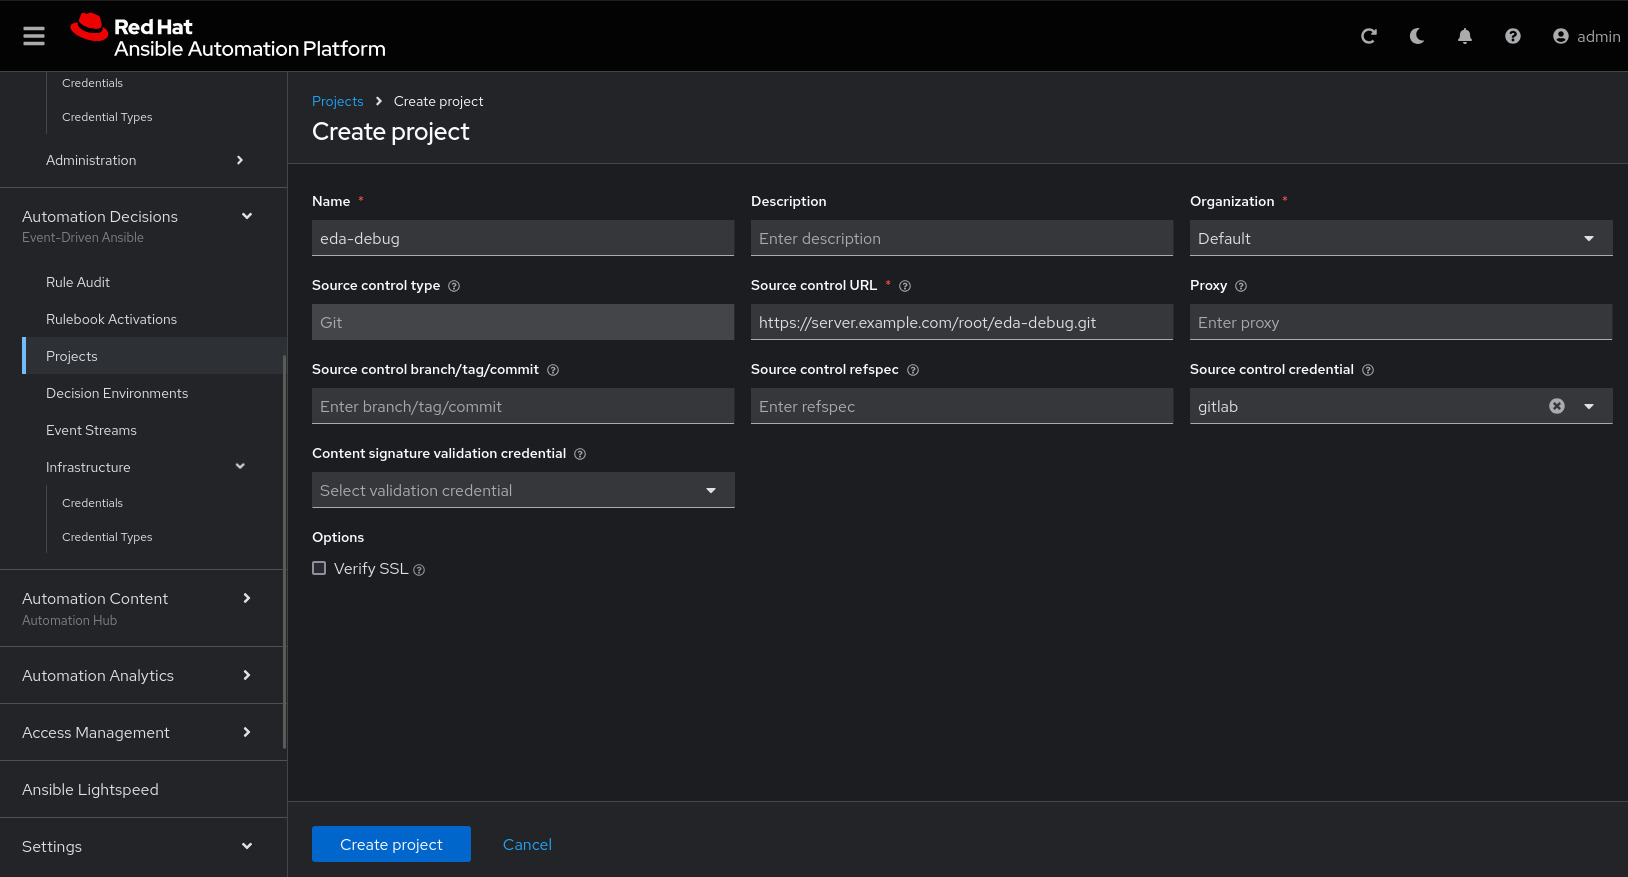 Red Hat
Ansible Automation Platform
admin
Credentials
Credential Types
Administration
Automation Decisions
Event-Driven Ansible
Rule Audit
Rulebook Activations
Projects
Decision Environments
Event Streams
Infrastructure
Credentials
Credential Types
Automation Content
Automation Hub
Automation Analytics
Access Management
Ansible Lightspeed
Settings
Projects > Create project
Create project
Name * Description Organization *
eda-debug Enter description Default
Source control type Source control URL * Proxy
Git https://server.example.com/root/eda-debug.git Enter proxy
Source control branch/tag/commit Source control refspec Source control credential
Enter branch/tag/commit Enter refspec gitlab
Content signature validation credential
Select validation credential
Options
Verify SSL
Create project Cancel